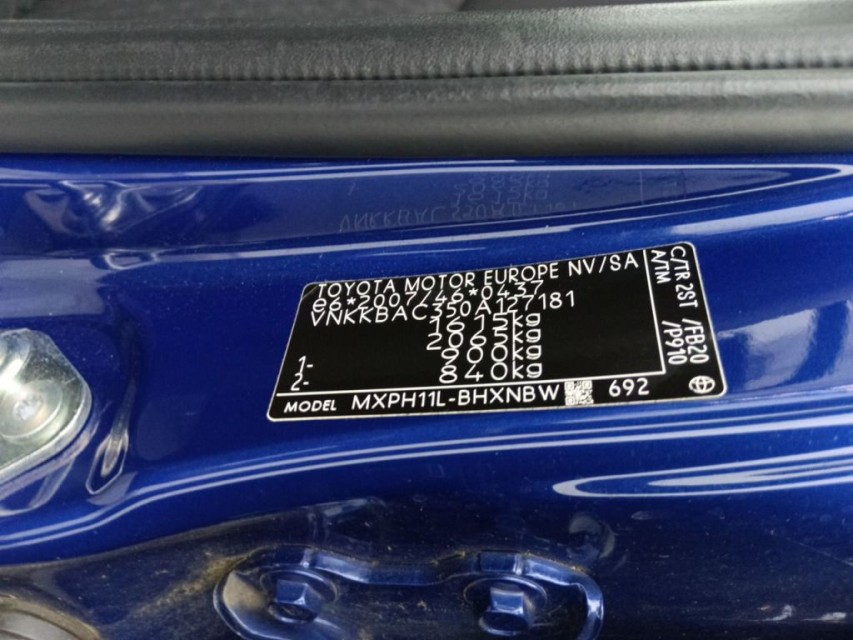 TOYOTA MOTOR EUROPE NV/SA
e6*2007/46*0437
VNKKBAC350A127181
1615kg
2065kg
1- 900kg
2- 840kg
MODEL MXPH11L-BHXNBW 692
C/TR 2ST /FB20
A/TM /P910